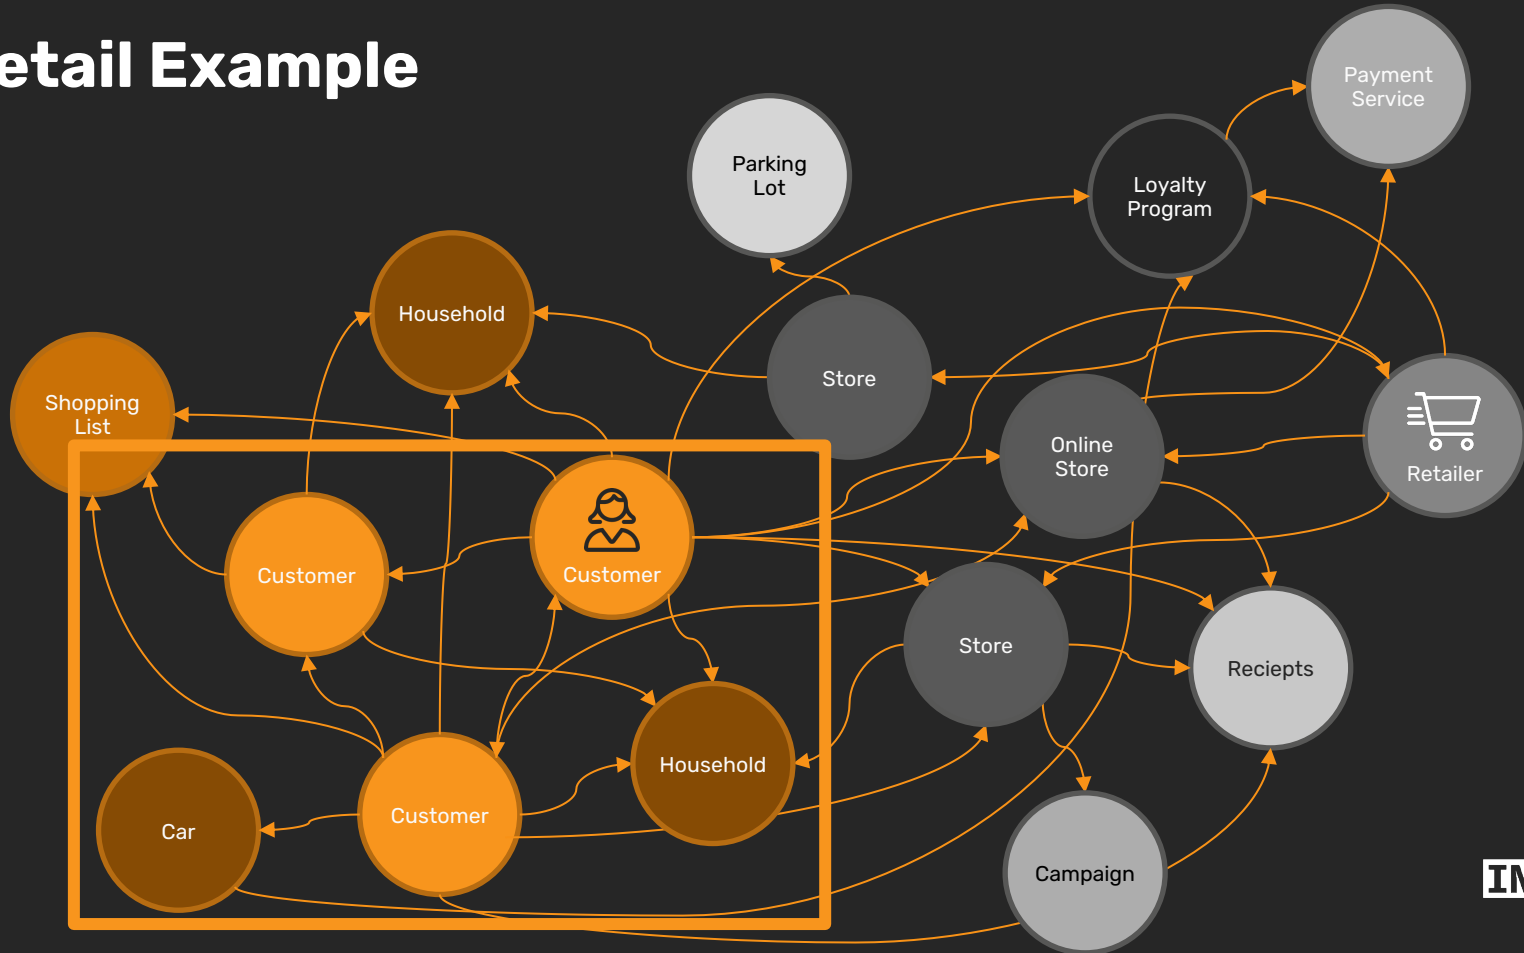 etail Example
Payment
Service
Parking
Lot
Loyalty
Program
Household
Store
Shopping
List
Online
Store
Retailer
Customer
Customer
Store
Reciepts
Household
Customer
Car
Campaign
IN